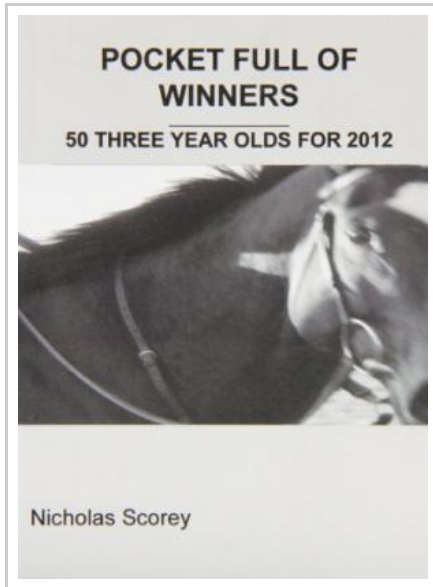 POCKET FULL OF
WINNERS
50 THREE YEAR OLDS FOR 2012
Nicholas Scorey